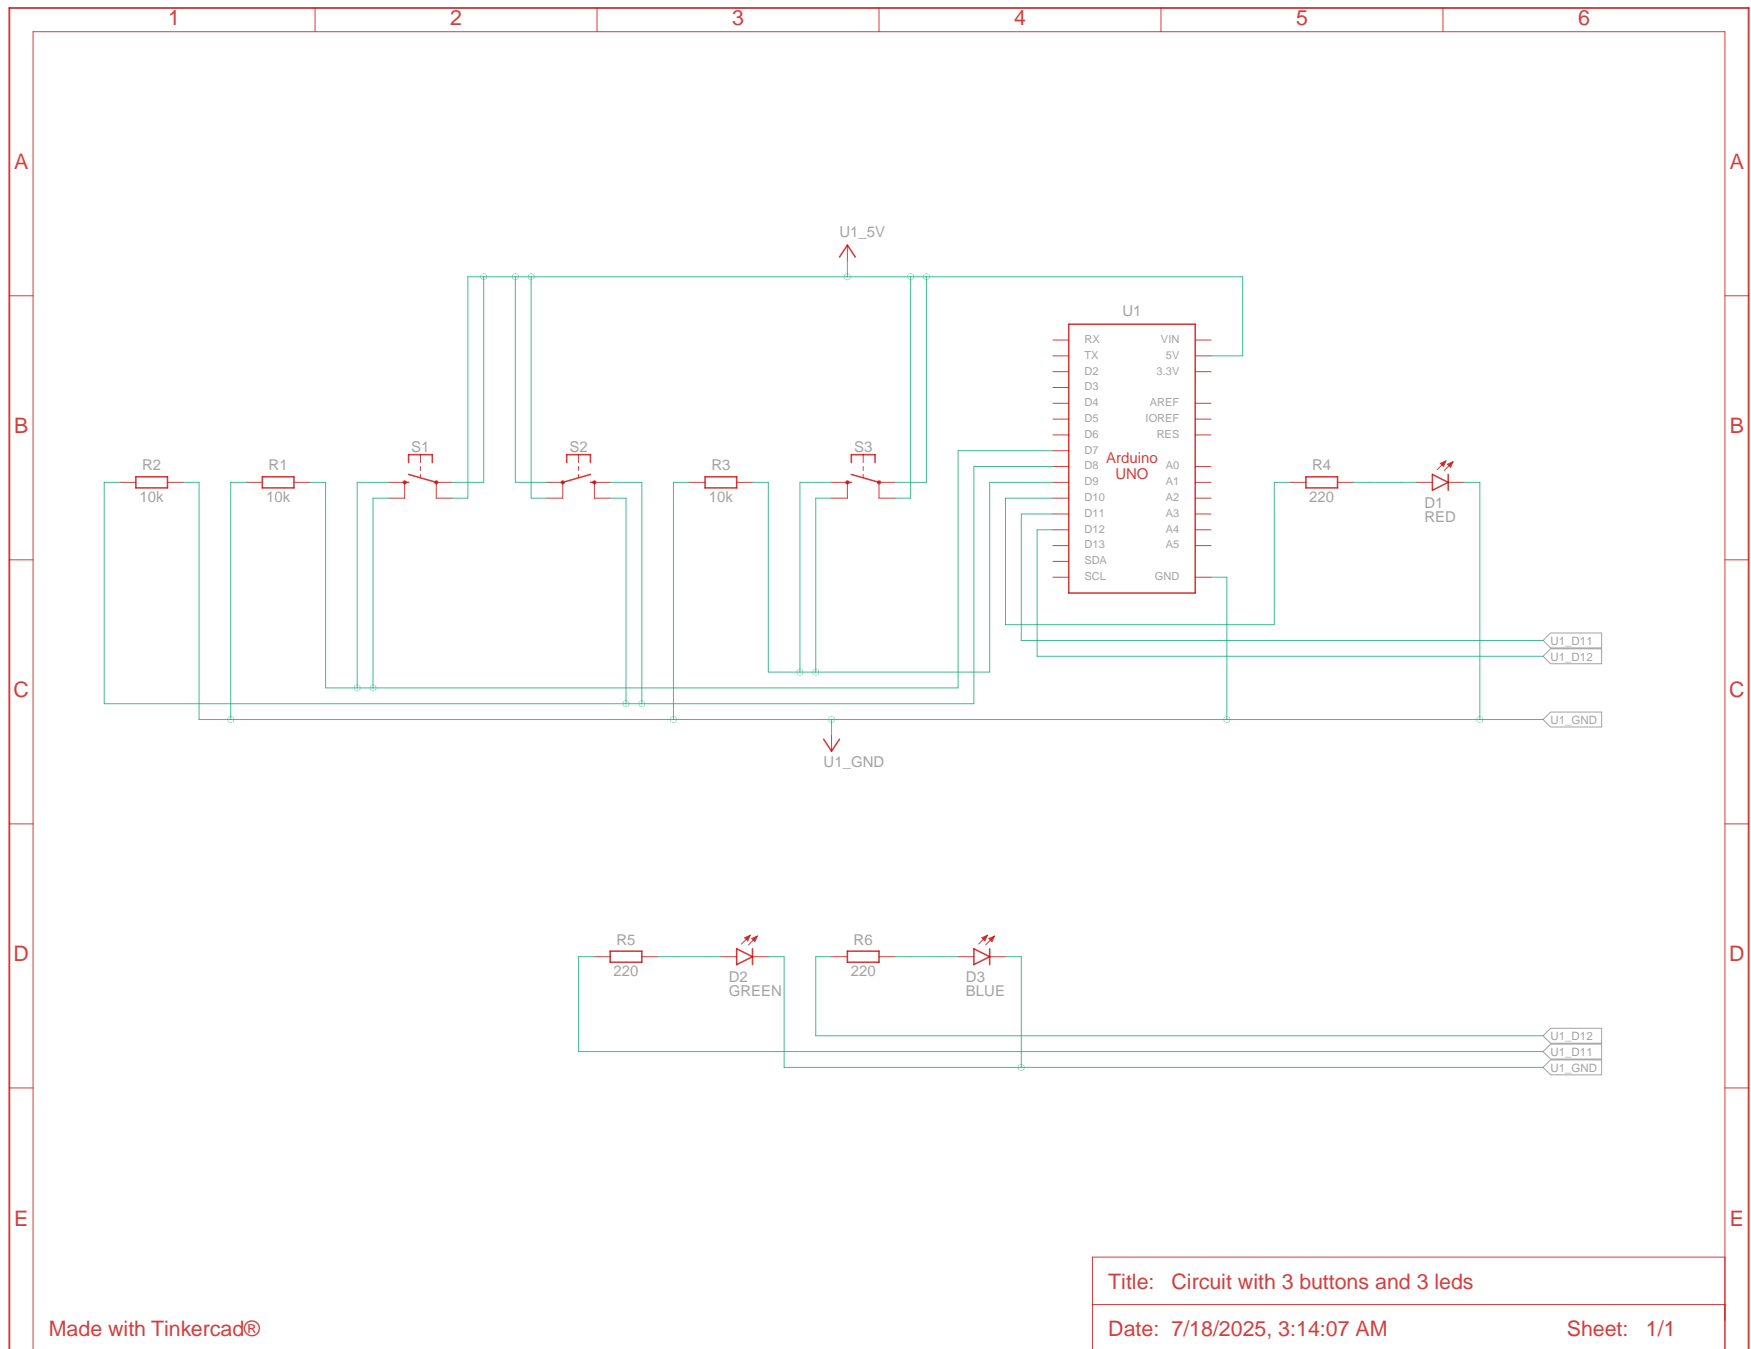 1 2 3 4 5 6
A A
U1_5V
U1
RX VIN
TX 5V
D2 3.3V
D3
D4 AREF
D5 IOREF
D6 RES
D7
Arduino
UNO
D8 A0
D9 A1
D10 A2
D11 A3
D12 A4
D13 A5
SDA
SCL GND
B B
S1 S2 S3
R2 R1 R3 R4
10k 10k 10k 220
D1
RED
U1_D11
U1_D12
C C
U1_GND
U1_GND
R5 R6
D D
220 220
D2 D3
GREEN BLUE
U1_D12
U1_D11
U1_GND
E E
Title: Circuit with 3 buttons and 3 leds
Made with Tinkercad®
Date: 7/18/2025, 3:14:07 AM Sheet: 1/1